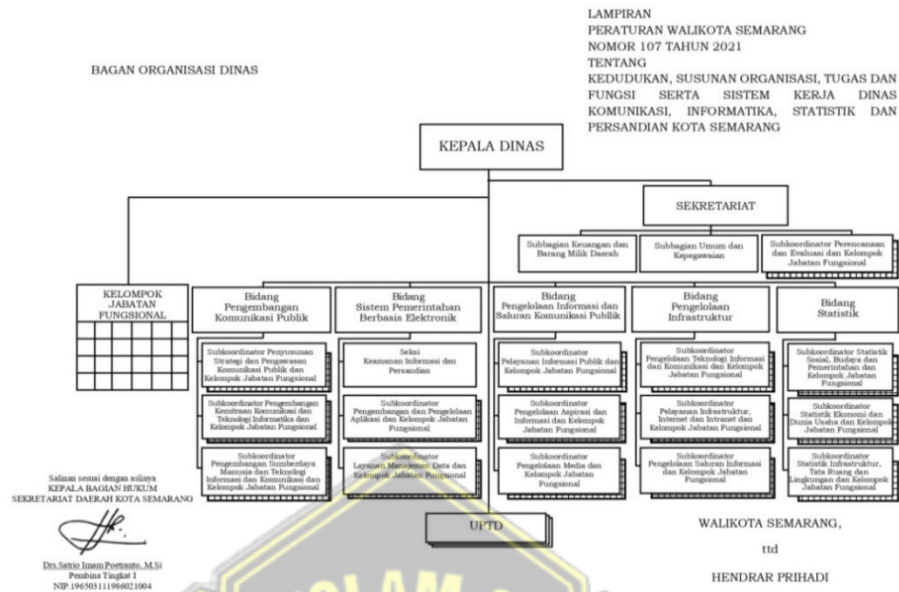 LAMPIRAN
PERATURAN WALIKOTA SEMARANG
NOMOR 107 TAHUN 2021
TENTANG
KEDUDUKAN, SUSUNAN ORGANISASI, TUGAS DAN
FUNGSI SERTA SISTEM KERJA DINAS
KOMUNIKASI, INFORMATIKA, STATISTIK DAN
PERSANDIAN KOTA SEMARANG
BAGAN ORGANISASI DINAS
KEPALA DINAS
SEKRETARIAT
Subbagian Keuangan dan
Barang Milik Daerah
Subbagian Umum dan
Kepegawaian
Subkoordinator Perencanaan
dan Evaluasi dan Kelompok
Jabatan Fungsional
KELOMPOK
JABATAN
FUNGSIONAL
Bidang
Pengembangan
Komunikasi Publik
Subkoordinator Penyusunan
Strategi dan Pengawasan
Komunikasi Publik dan
Kelompok Jabatan Fungsional
Subkoordinator Pengembangan
Kemitraan Komunikasi dan
Teknologi Informatika dan
Kelompok Jabatan Fungsional
Subkoordinator
Pengembangan Sumberdaya
Manusia dan Teknologi
Informasi dan Komunikasi dan
Kelompok Jabatan Fungsional
Bidang
Sistem Pemerintahan
Berbasis Elektronik
Seksi
Keamanan Informasi dan
Persandian
Subkoordinator
Pengembangan dan Pengelolaan
Aplikasi dan Kelompok Jabatan
Fungsional
Subkoordinator
Layanan Manajemen Data dan
Kelompok Jabatan Fungsional
Bidang
Pengelolaan Informasi dan
Saluran Komunikasi Publlik
Subkoordinator
Pelayanan Informasi Publik dan
Kelompok Jabatan Fungsional
Subkoordinator
Pengelolaan Aspirasi dan
Informasi dan Kelompok
Jabatan Fungsional
Subkoordinator
Pengelolaan Media dan
Kelompok Jabatan
Fungsional
Bidang
Pengelolaan
Infrastruktur
Subkoordinator
Pengelolaan Teknologi Informasi
dan Komunikasi dan Kelompok
Jabatan Fungsional
Subkoordinator
Pelayanan Infrastruktur,
Internet dan Intranet dan
Kelompok Jabatan Fungsional
Subkoordinator
Pengelolaan Saluran Informasi
dan Kelompok Jabatan
Fungsional
Bidang
Statistik
Subkoordinator Statistik
Sosial, Budaya dan
Pemerintahan dan
Kelompok Jabatan
Fungsional
Subkoordinator
Statistik Ekonomi dan
Dunia Usaha dan Kelompok
Jabatan Fungsional
Subkoordinator
Statistik Infrastruktur,
Tata Ruang dan
Lingkungan dan Kelompok
Jabatan Fungsional
UPTD
Salinan sesuai dengan aslinya
KEPALA BAGIAN HUKUM
SEKRETARIAT DAERAH KOTA SEMARANG
Drs. Satrio Imam Poetranto, M.Si
Pembina Tingkat I
NIP. 196503111986021004
WALIKOTA SEMARANG,
ttd
HENDRAR PRIHADI
ISLAM